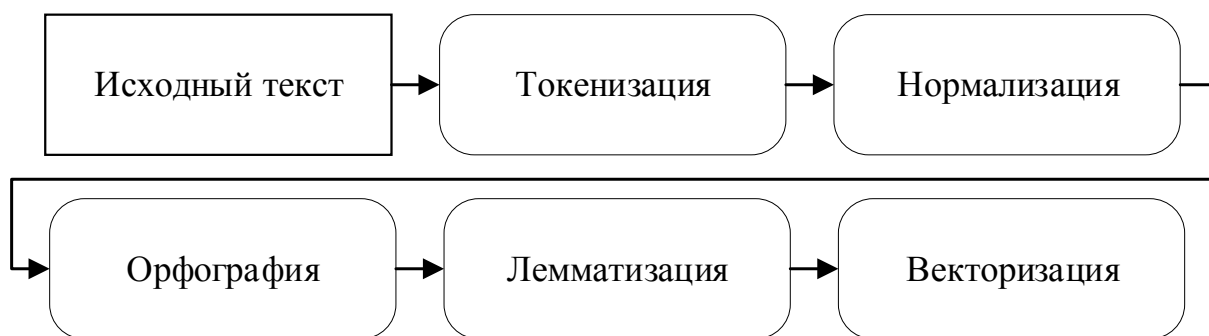 Исходный текст
Токенизация
Нормализация
Орфография
Лемматизация
Векторизация